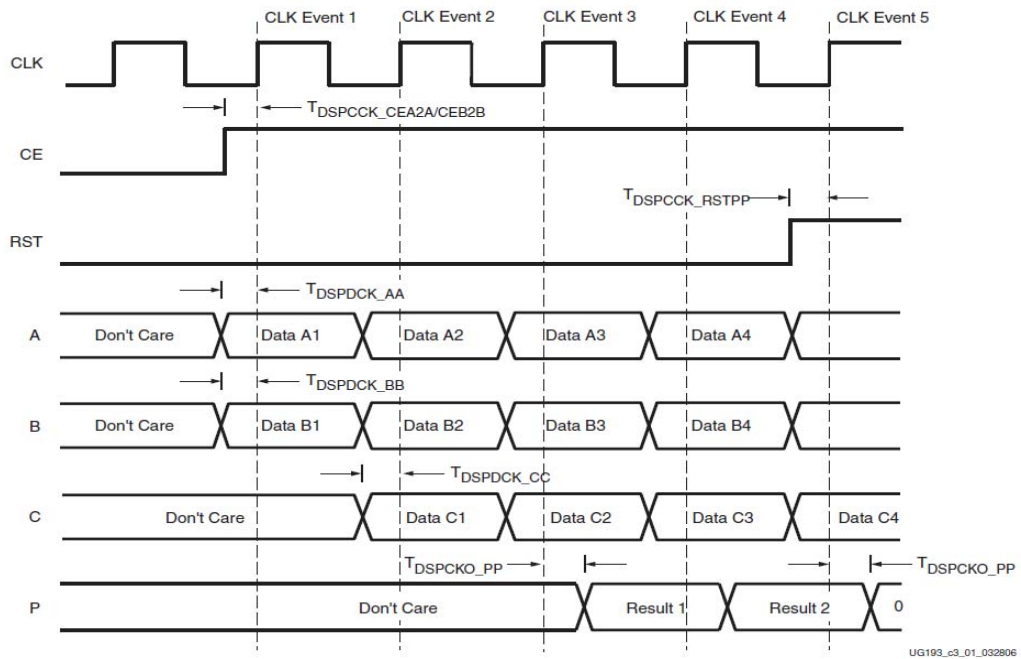 CLK Event 1 CLK Event 2 CLK Event 3 CLK Event 4 CLK Event 5
CLK
TDSPCCK_CEA2A/CEB2B
CE
TDSPCCK_RSTPP
RST
TDSPDCK_AA
A Don't Care Data A1 Data A2 Data A3 Data A4
TDSPDCK_BB
B Don't Care Data B1 Data B2 Data B3 Data B4
TDSPDCK_CC
C Don't Care Data C1 Data C2 Data C3 Data C4
TDSPCKO_PP TDSPCKO_PP
P Don't Care Result 1 Result 2 0
UG193_c3_01_032806